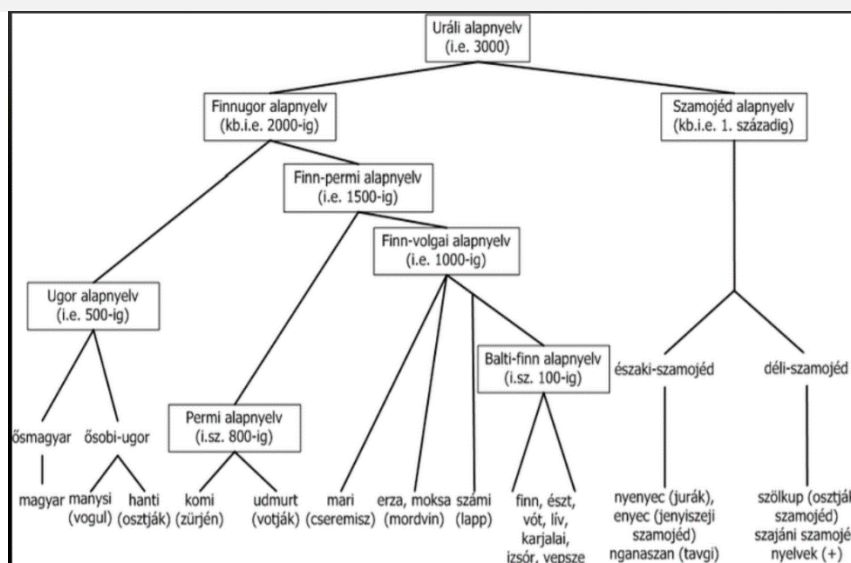 Uráli alapnyelv
(i.e. 3000)
Finnugor alapnyelv
(kb.i.e. 2000-ig)
Szamojéd alapnyelv
(kb.i.e. 1. századig)
Finn-permi alapnyelv
(i.e. 1500-ig)
Finn-volgai alapnyelv
(i.e. 1000-ig)
Ugor alapnyelv
(i.e. 500-ig)
Balti-finn alapnyelv
(i.sz. 100-ig)
északi-szamojéd
déli-szamojéd
Permi alapnyelv
(i.sz. 800-ig)
ősmagyar
ősobi-ugor
magyar
manysi
(vogul)
hanti
(osztják)
komi
(zürjén)
udmurt
(votják)
mari
(cseremisz)
erza, moksa
(mordvin)
számi
(lapp)
finn, észt,
vót, lív,
karjalai,
izsór, vepsze
nyenyec (jurák),
enyec (jenyiszeji
szamojéd)
nganaszan (tavgi)
szölkup (osztják
szamojéd)
szajáni szamojé
nyelvek (+)